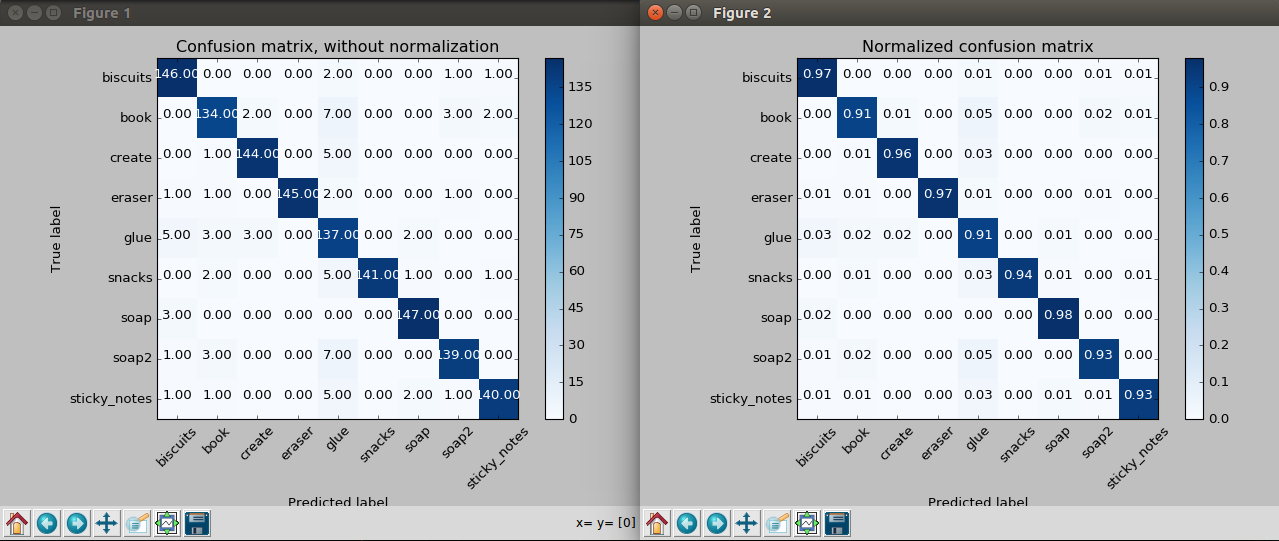 Figure 1
Confusion matrix, without normalization
biscuits 146.00 0.00 0.00 0.00 2.00 0.00 0.00 1.00 1.00
book 0.00 134.00 2.00 0.00 7.00 0.00 0.00 3.00 2.00
create 0.00 1.00 144.00 0.00 5.00 0.00 0.00 0.00 0.00
eraser 1.00 1.00 0.00 145.00 2.00 0.00 0.00 1.00 0.00
glue 5.00 3.00 3.00 0.00 137.00 0.00 2.00 0.00 0.00
snacks 0.00 2.00 0.00 0.00 5.00 141.00 1.00 0.00 1.00
soap 3.00 0.00 0.00 0.00 0.00 0.00 147.00 0.00 0.00
soap2 1.00 3.00 0.00 0.00 7.00 0.00 0.00 139.00 0.00
sticky_notes 1.00 1.00 0.00 0.00 5.00 0.00 2.00 1.00 140.00
True label
biscuits book create eraser glue snacks soap soap2 sticky_notes
Predicted label
135
120
105
90
75
60
45
30
15
0
x= y= [0]
Figure 2
Normalized confusion matrix
biscuits 0.97 0.00 0.00 0.00 0.01 0.00 0.00 0.01 0.01
book 0.00 0.91 0.01 0.00 0.05 0.00 0.00 0.02 0.01
create 0.00 0.01 0.96 0.00 0.03 0.00 0.00 0.00 0.00
eraser 0.01 0.01 0.00 0.97 0.01 0.00 0.00 0.01 0.00
glue 0.03 0.02 0.02 0.00 0.91 0.00 0.01 0.00 0.00
snacks 0.00 0.01 0.00 0.00 0.03 0.94 0.01 0.00 0.01
soap 0.02 0.00 0.00 0.00 0.00 0.00 0.98 0.00 0.00
soap2 0.01 0.02 0.00 0.00 0.05 0.00 0.00 0.93 0.00
sticky_notes 0.01 0.01 0.00 0.00 0.03 0.00 0.01 0.01 0.93
True label
biscuits book create eraser glue snacks soap soap2 sticky_notes
Predicted label
0.9
0.8
0.7
0.6
0.5
0.4
0.3
0.2
0.1
0.0